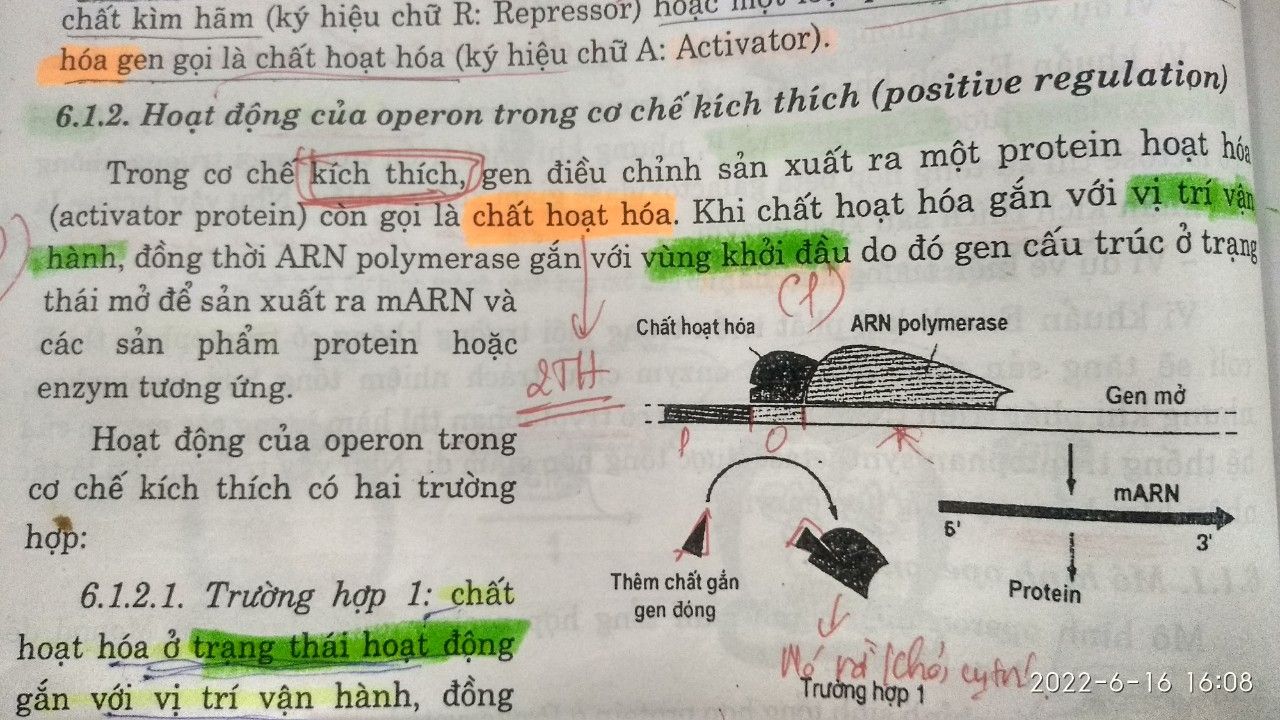 chất kìm hãm (ký hiệu chữ R: Repressor) hoặc một
hóa gen gọi là chất hoạt hóa (ký hiệu chữ A: Activator).
6.1.2. Hoạt động của operon trong cơ chế kích thích (positive regulation)
Trong cơ chế kích thích, gen điều chỉnh sản xuất ra một protein hoạt hóa
(activator protein) còn gọi là chất hoạt hóa. Khi chất hoạt hóa gắn với vị trí vận
hành, đồng thời ARN polymerase gắn với vùng khởi đầu do đó gen cấu trúc ở trạng
thái mở để sản xuất ra mARN và
các sản phẩm protein hoặc
enzym tương ứng.
Hoạt động của operon trong
cơ chế kích thích có hai trường
hợp:
6.1.2.1. Trường hợp 1: chất
hoạt hóa ở trạng thái hoạt động
gắn với vị trí vận hành, đồng
2TH
(1)
Chất hoạt hóa
ARN polymerase
Gen mở
P O
mARN
5' 3'
Protein
Thêm chất gắn
gen đóng
Trường hợp 1
2022-6-16 16:08